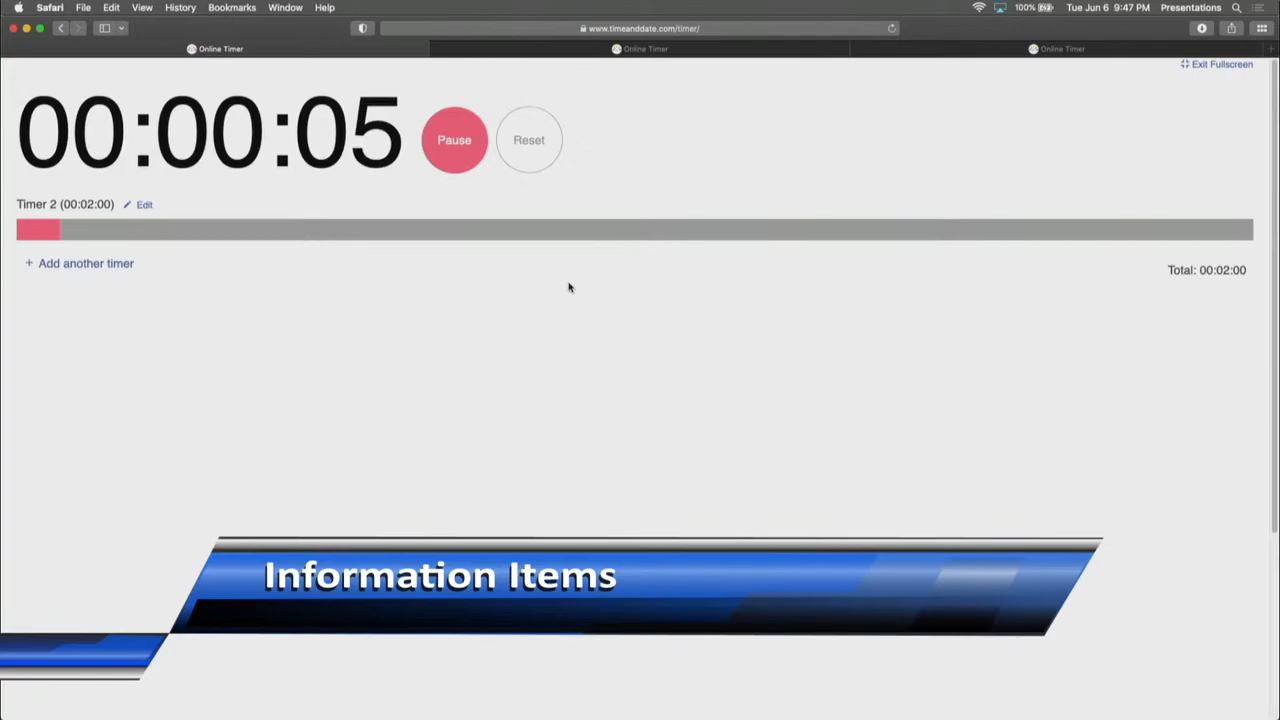 Safari File Edit View History Bookmarks Window Help 100% Tue Jun 6 9:47 PM Presentations
www.timeanddate.com/timer/
Online Timer Online Timer Online Timer
Exit Fullscreen
00:00:05 Pause Reset
Timer 2 (00:02:00) Edit
+ Add another timer
Total: 00:02:00
Information Items